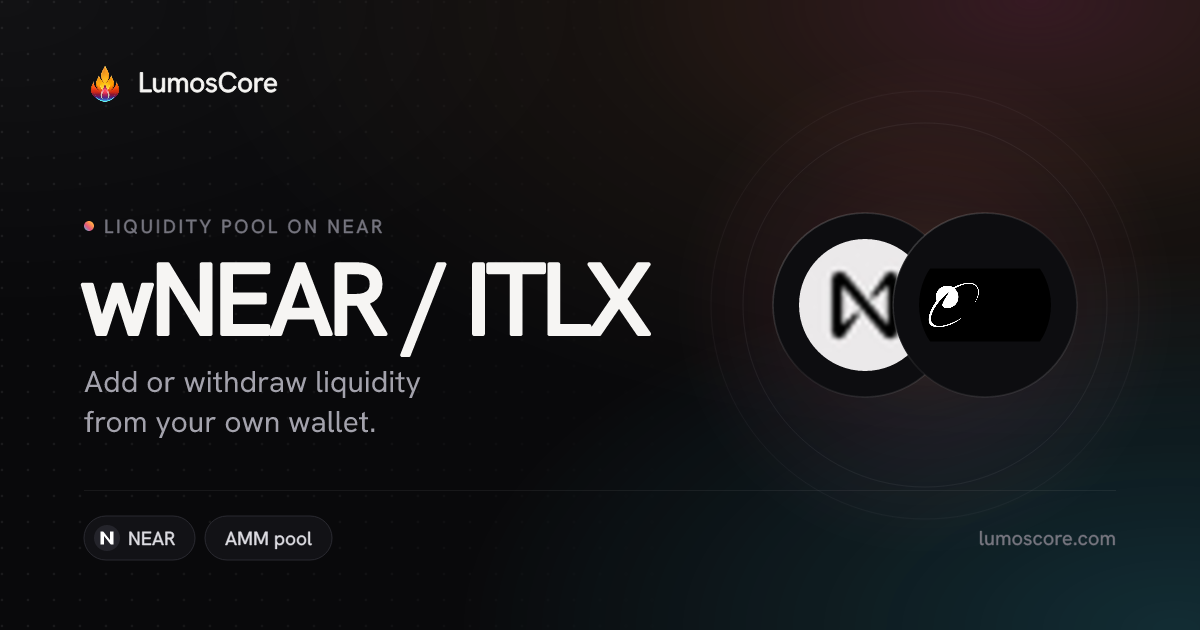 LumosCore
LIQUIDITY POOL ON NEAR
wNEAR / ITLX
Add or withdraw liquidity
from your own wallet.
NEAR
AMM pool
lumoscore.com